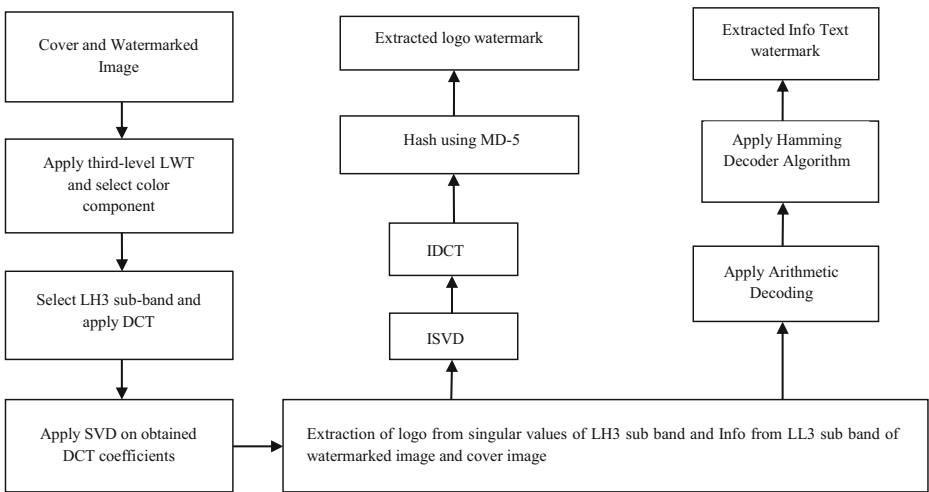 Cover and Watermarked
Image
Apply third-level LWT
and select color
component
Select LH3 sub-band and
apply DCT
Apply SVD on obtained
DCT coefficients
Extraction of logo from singular values of LH3 sub band and Info from LL3 sub band of
watermarked image and cover image
ISVD
IDCT
Hash using MD-5
Extracted logo watermark
Apply Arithmetic
Decoding
Apply Hamming
Decoder Algorithm
Extracted Info Text
watermark